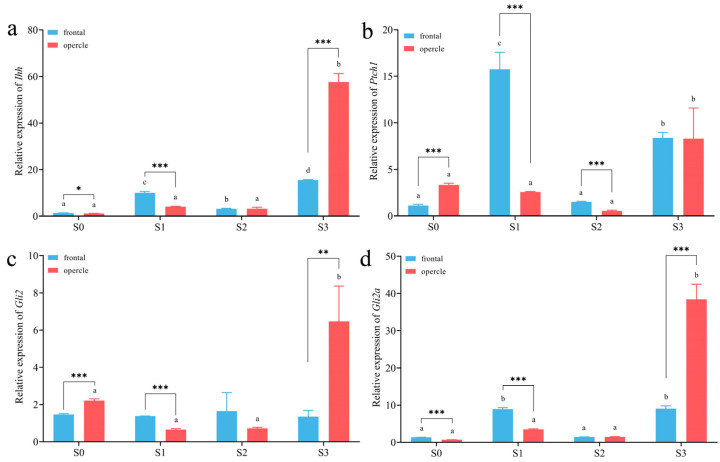 a
frontal
opercle
Relative expression of Ihh
80
60
40
20
0
a a * c a *** b a d b ***
S0 S1 S2 S3
b
frontal
opercle
Relative expression of Ptch1
20
15
10
5
0
a a *** c a *** a a *** b b
S0 S1 S2 S3
c
frontal
opercle
Relative expression of Gli2
10
8
6
4
2
0
*** a *** a a ** b
S0 S1 S2 S3
d
frontal
opercle
Relative expression of Gli2a
50
40
30
20
10
0
a a *** b a *** a a b b ***
S0 S1 S2 S3